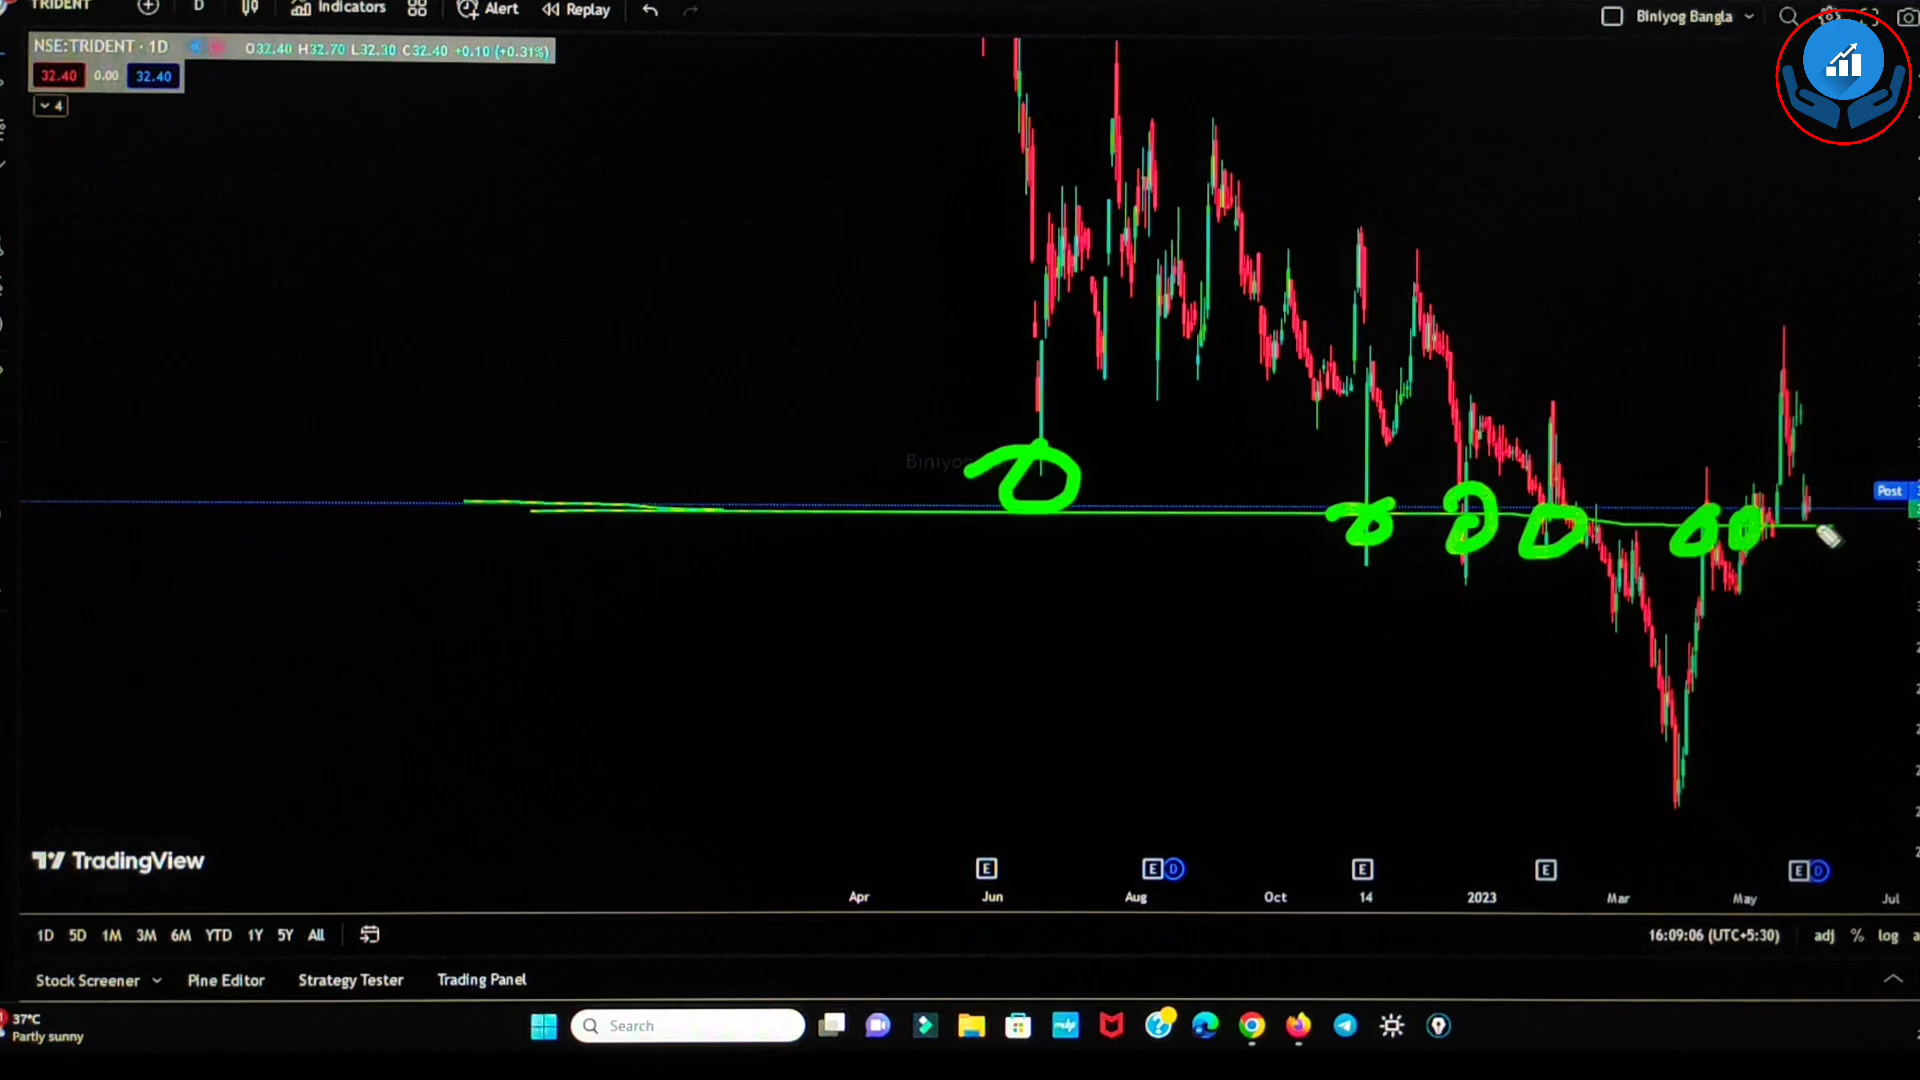 TRIDENT
D
Indicators
Alert
Replay
Biniyog Bangla
NSE:TRIDENT · 1D
O32.40 H32.70 L32.30 C32.40 +0.10 (+0.31%)
32.40
0.00
32.40
4
Biniyog
Post
TradingView
E
E
D
E
E
E
D
Apr
Jun
Aug
Oct
14
2023
Mar
May
Jul
1D 5D 1M 3M 6M YTD 1Y 5Y All
16:09:06 (UTC+5:30)
adj % log
Stock Screener
Pine Editor
Strategy Tester
Trading Panel
37°C
Partly sunny
Search